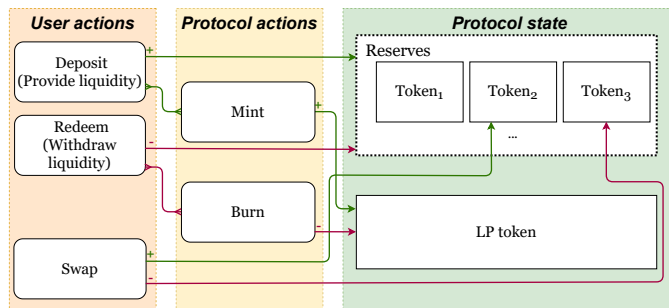 User actions
Protocol actions
Protocol state
Deposit
(Provide liquidity)
+
Reserves
Token₁
Token₂
Token₃
...
Mint
+
Redeem
(Withdraw
liquidity)
-
Burn
-
LP token
Swap
+
-